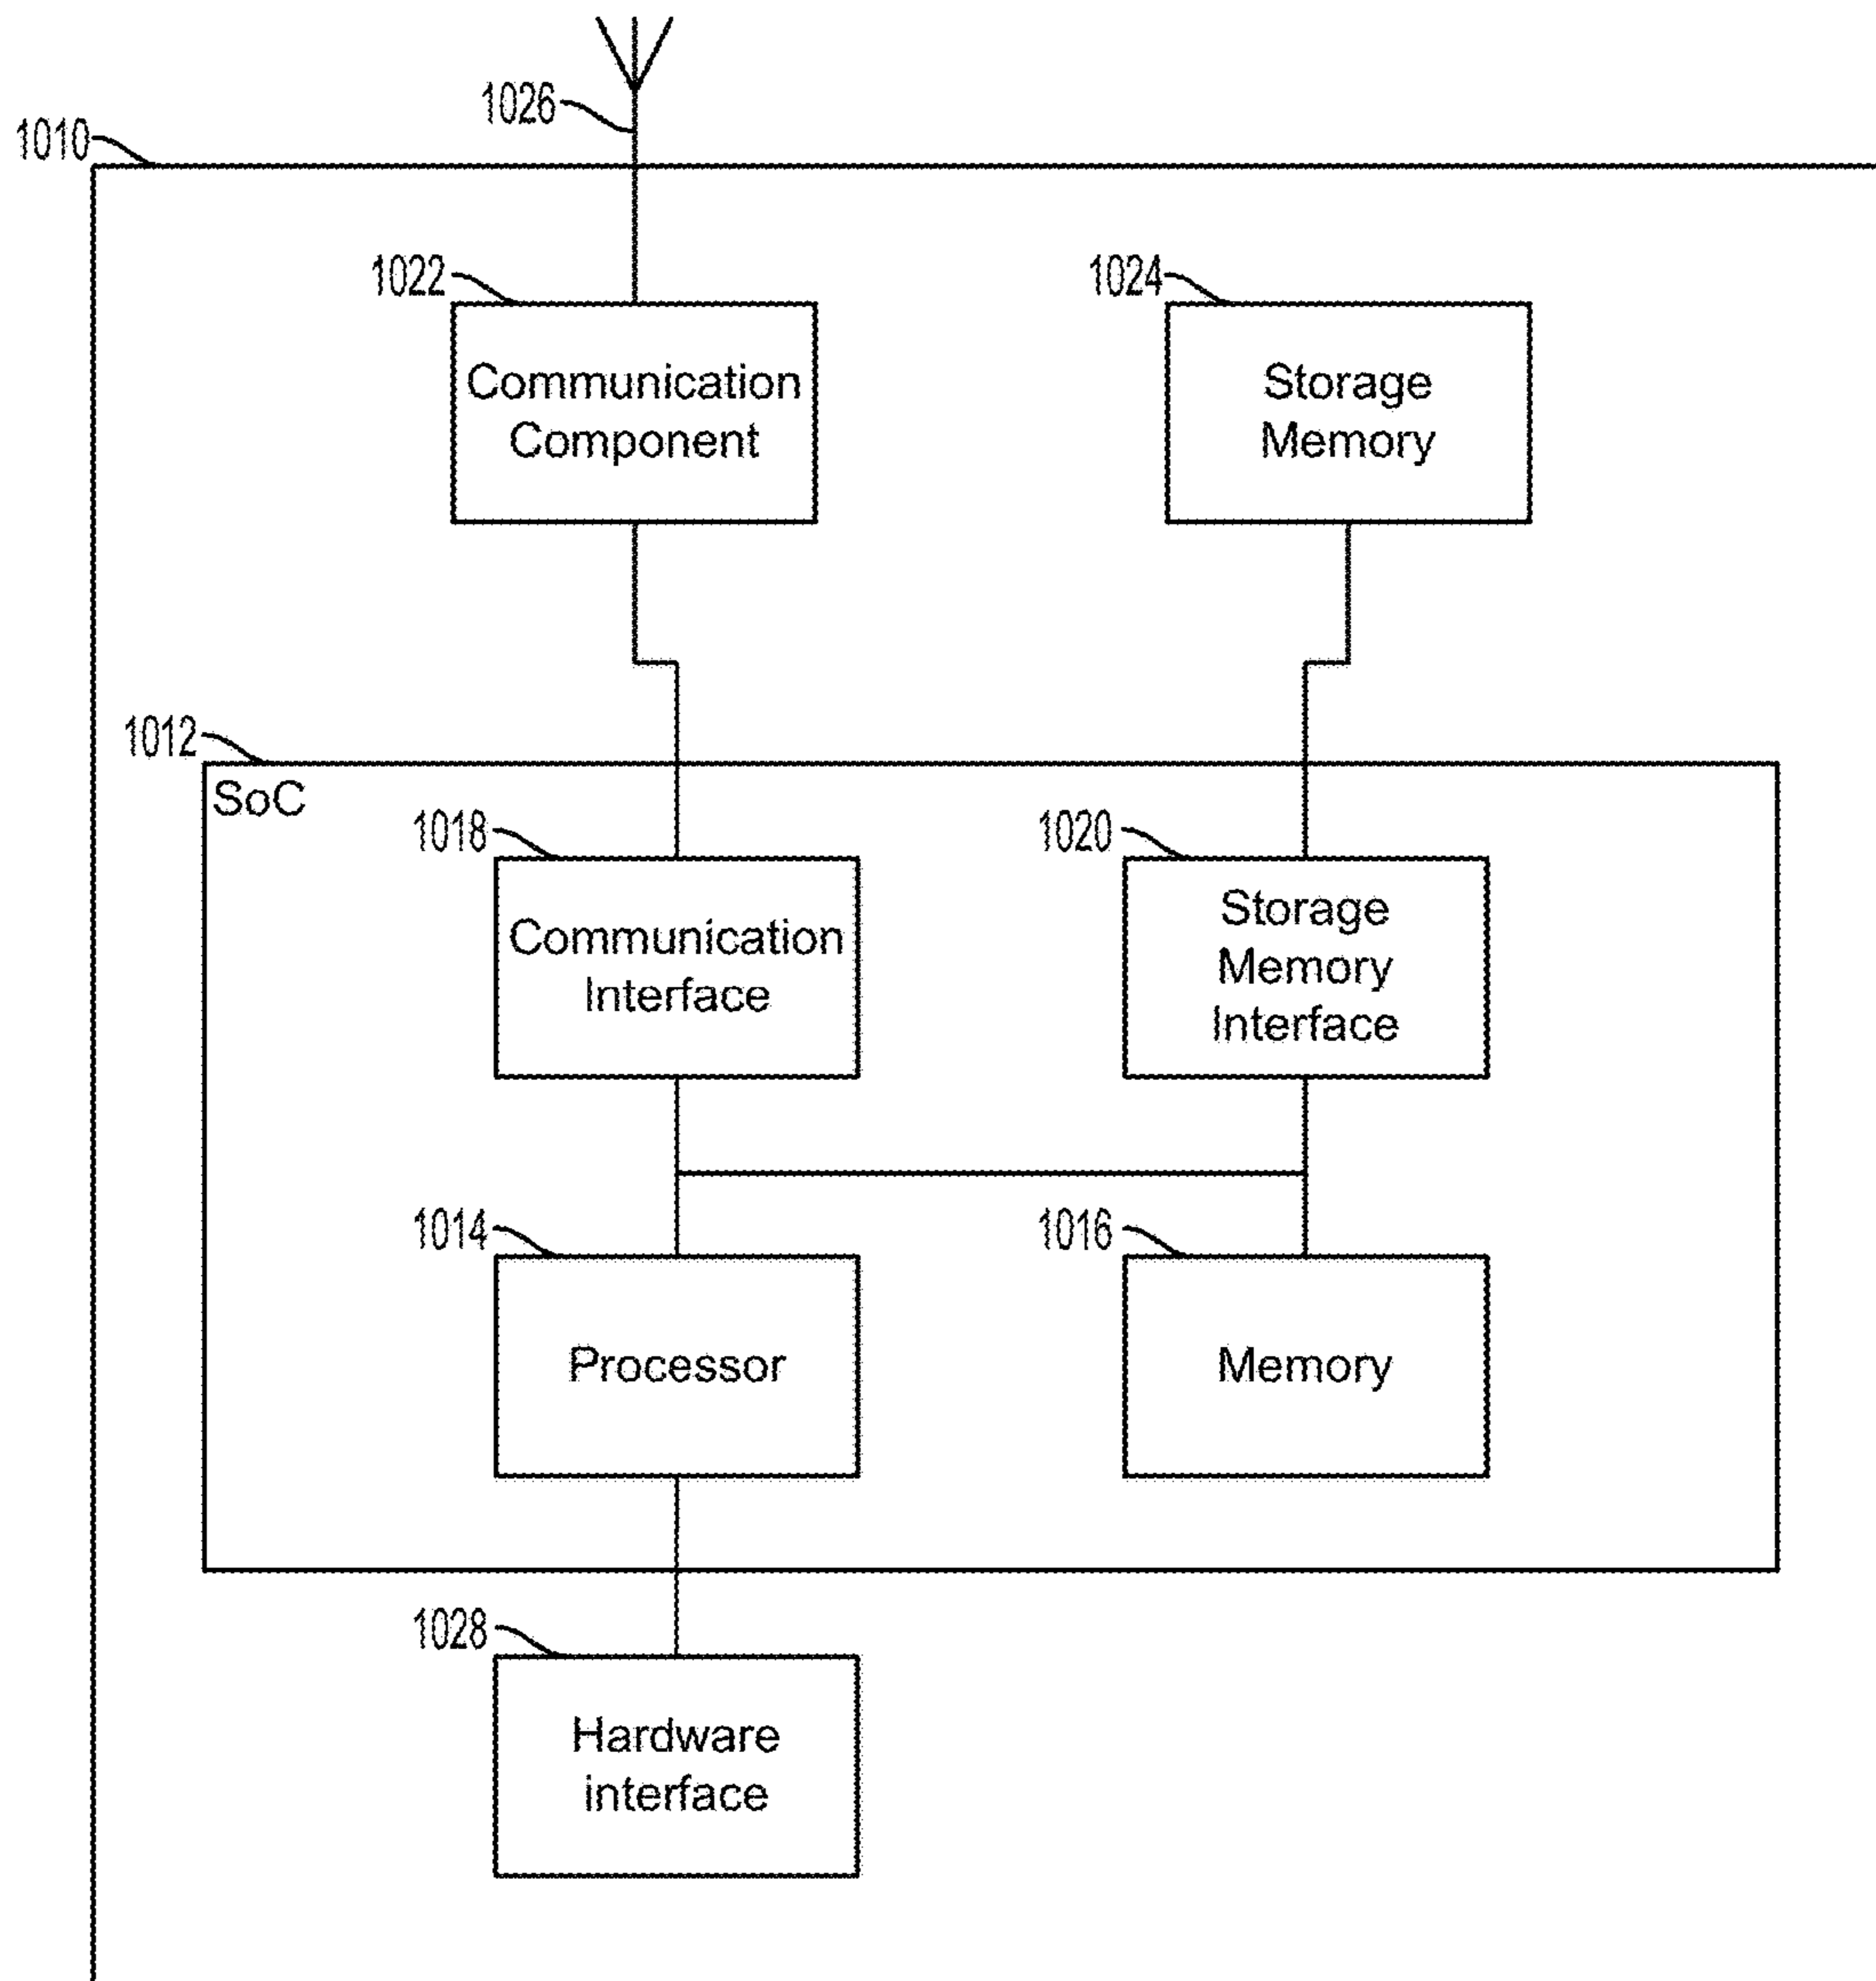 1026
1010
1022
1024
Communication
Component
Storage
Memory
1012
SoC
1018
1020
Communication
Interface
Storage
Memory
Interface
1014
1016
Processor
Memory
1028
Hardware
interface